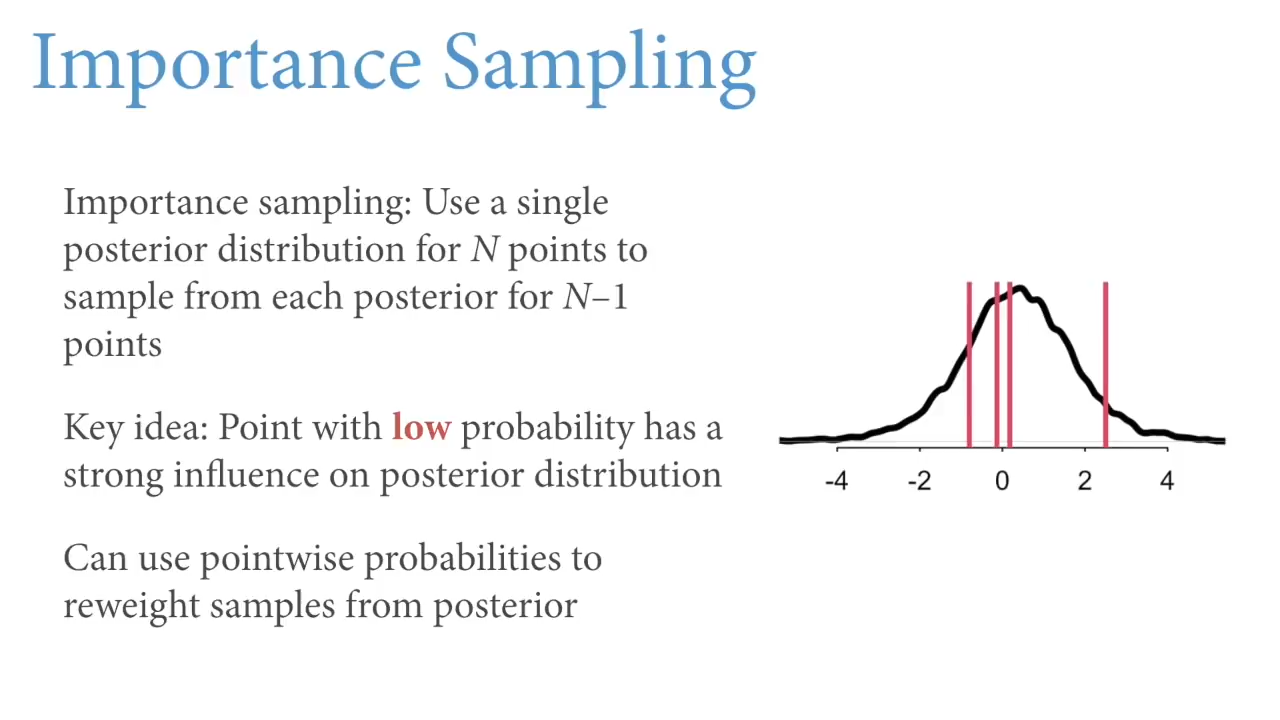 Importance Sampling
Importance sampling: Use a single
posterior distribution for N points to
sample from each posterior for N–1
points
Key idea: Point with low probability has a
strong influence on posterior distribution
Can use pointwise probabilities to
reweight samples from posterior
-4 -2 0 2 4